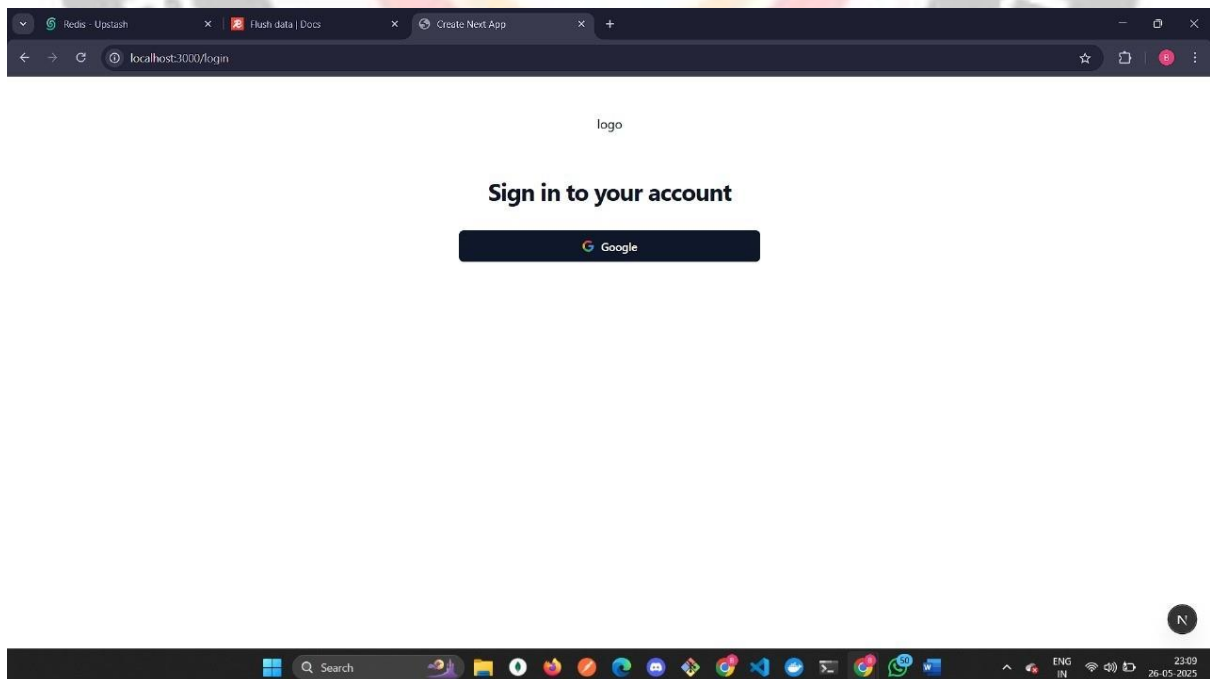 Redis - Upstash
Flush data | Docs
Create Next App
localhost:3000/login
B
logo
Sign in to your account
G Google
N
Search
50
ENG
IN
23:09
26-05-2025